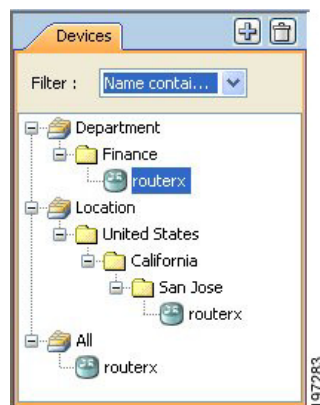 Devices
Filter : Name contai...
Department
Finance
routerx
Location
United States
California
San Jose
routerx
All
routerx
197283